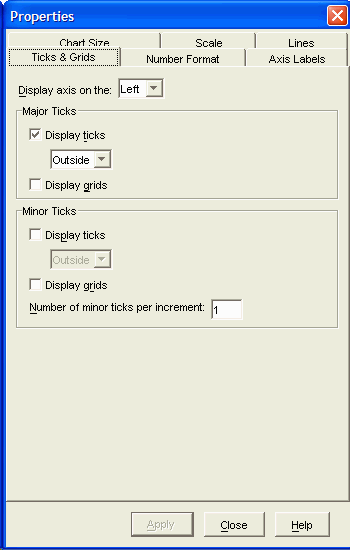 Properties
Chart Size Scale Lines
Ticks & Grids Number Format Axis Labels
Display axis on the: Left
Major Ticks
Display ticks
Outside
Display grids
Minor Ticks
Display ticks
Outside
Display grids
Number of minor ticks per increment: 1
Apply Close Help